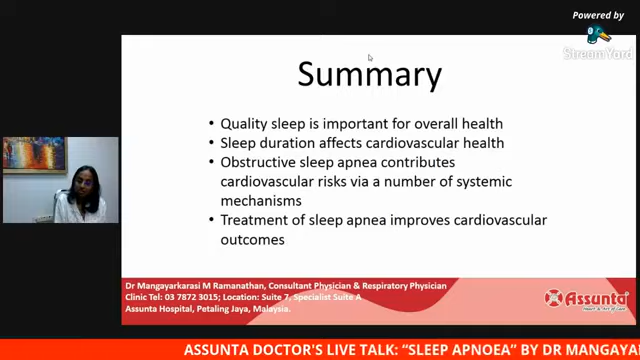 Powered by
StreamYard
Summary
• Quality sleep is important for overall health
• Sleep duration affects cardiovascular health
• Obstructive sleep apnea contributes
cardiovascular risks via a number of systemic
mechanisms
• Treatment of sleep apnea improves cardiovascular
outcomes
Dr Mangayarkarasi M Ramanathan, Consultant Physician & Respiratory Physician
Clinic Tel: 03 7872 3015; Location: Suite 7, Specialist Suite A
Assunta Hospital, Petaling Jaya, Malaysia.
Assunta
ASSUNTA DOCTOR'S LIVE TALK: “SLEEP APNOEA” BY DR MANGAYA